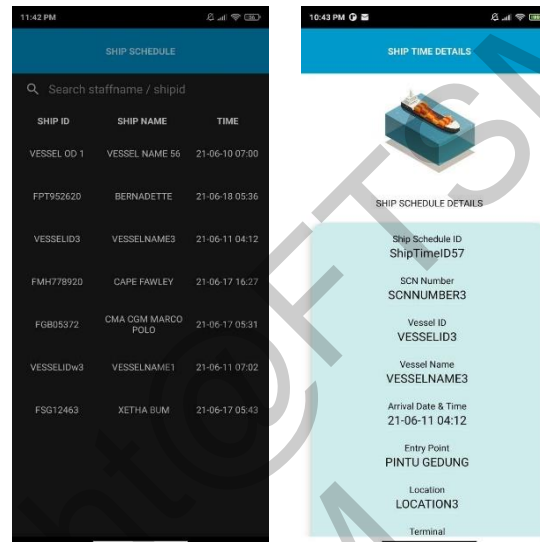 11:42 PM
SHIP SCHEDULE
Search staffname / shipid
SHIP ID SHIP NAME TIME
VESSEL OD 1 VESSEL NAME 56 21-06-10 07:00
FPT952620 BERNADETTE 21-06-18 05:36
VESSELID3 VESSELNAME3 21-06-11 04:12
FMH778920 CAPE FAWLEY 21-06-17 16:27
FGB05372 CMA CGM MARCO POLO 21-06-17 05:31
VESSELIDw3 VESSELNAME1 21-06-11 07:02
FSG12463 XETHA BUM 21-06-17 05:43
10:43 PM
SHIP TIME DETAILS
SHIP SCHEDULE DETAILS
Ship Schedule ID
ShipTimeID57
SCN Number
SCNNUMBER3
Vessel ID
VESSELID3
Vessel Name
VESSELNAME3
Arrival Date & Time
21-06-11 04:12
Entry Point
PINTU GEDUNG
Location
LOCATION3
Terminal